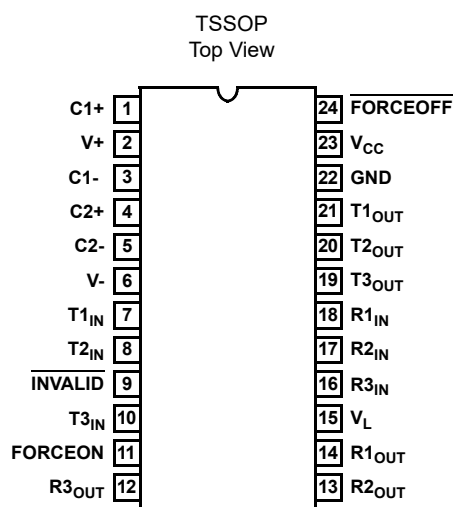 TSSOP
Top View
C1+ 1 24 FORCEOFF
V+ 2 23 VCC
C1- 3 22 GND
C2+ 4 21 T1OUT
C2- 5 20 T2OUT
V- 6 19 T3OUT
T1IN 7 18 R1IN
T2IN 8 17 R2IN
INVALID 9 16 R3IN
T3IN 10 15 VL
FORCEON 11 14 R1OUT
R3OUT 12 13 R2OUT